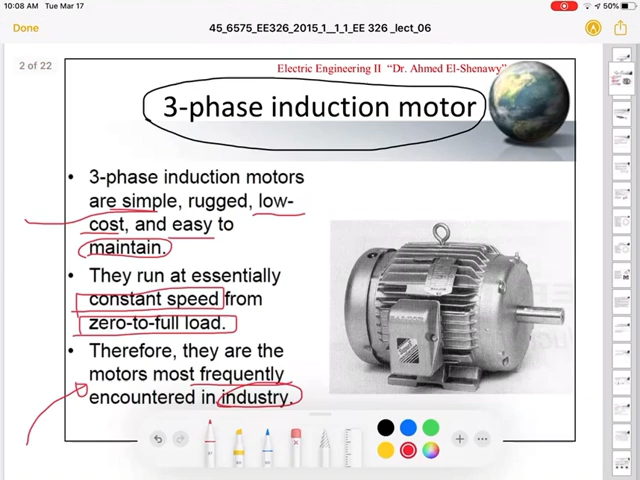 10:08 AM Tue Mar 17
50%
Done
45_6575_EE326_2015_1__1_1_EE 326 _lect_06
2 of 22
Electric Engineering II "Dr. Ahmed El-Shenawy"
3-phase induction motor
• 3-phase induction motors
are simple, rugged, low-
cost, and easy to
maintain.
• They run at essentially
constant speed from
zero-to-full load.
• Therefore, they are the
motors most frequently
encountered in industry.